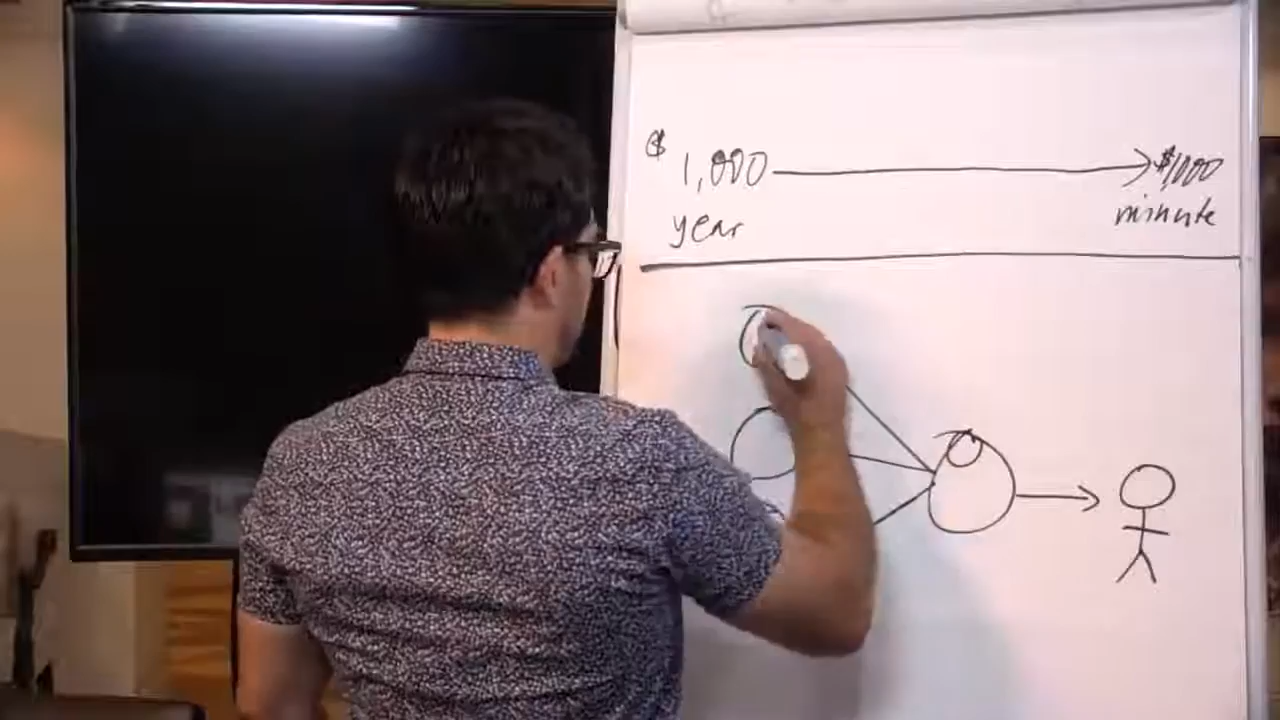 $ 1,000 → $1000
year minute